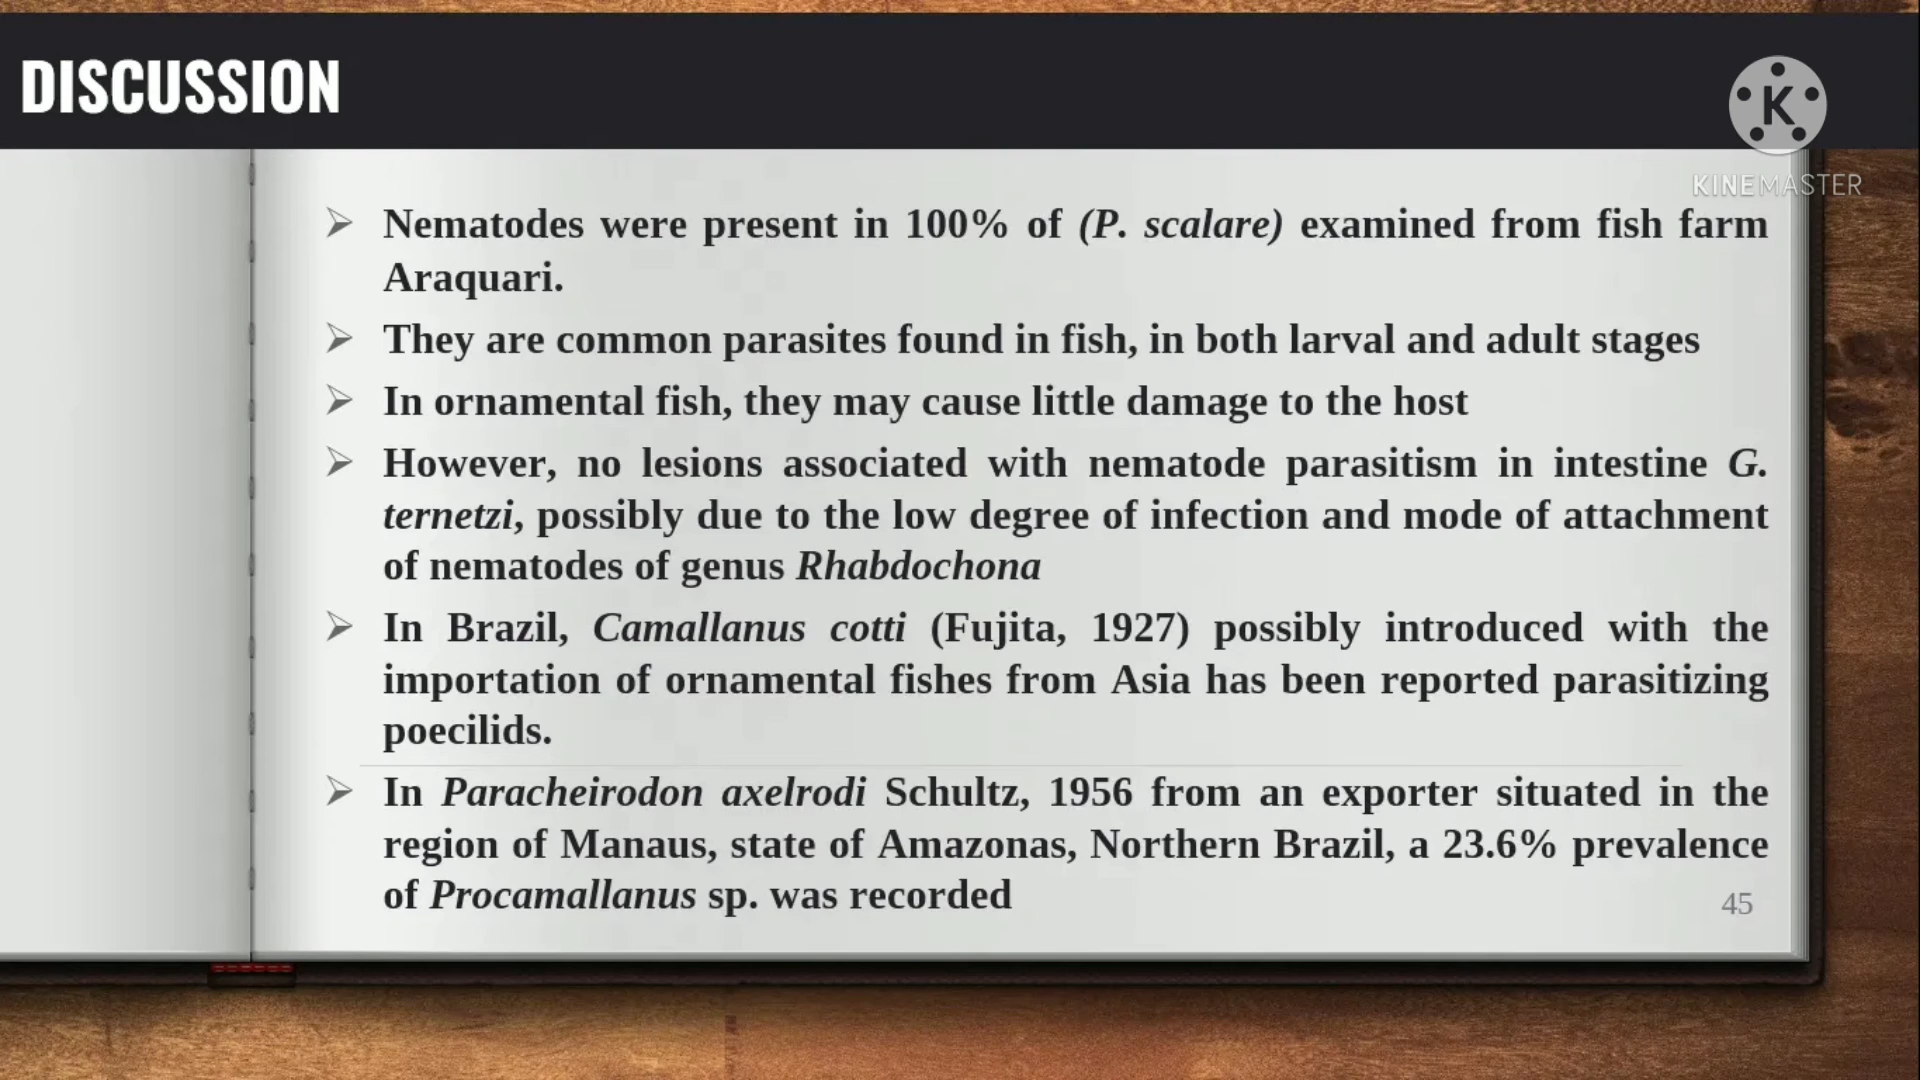 DISCUSSION
K
KINEMASTER
➢ Nematodes were present in 100% of (P. scalare) examined from fish farm
Araquari.
➢ They are common parasites found in fish, in both larval and adult stages
➢ In ornamental fish, they may cause little damage to the host
➢ However, no lesions associated with nematode parasitism in intestine G.
ternetzi, possibly due to the low degree of infection and mode of attachment
of nematodes of genus Rhabdochona
➢ In Brazil, Camallanus cotti (Fujita, 1927) possibly introduced with the
importation of ornamental fishes from Asia has been reported parasitizing
poecilids.
➢ In Paracheirodon axelrodi Schultz, 1956 from an exporter situated in the
region of Manaus, state of Amazonas, Northern Brazil, a 23.6% prevalence
of Procamallanus sp. was recorded
45